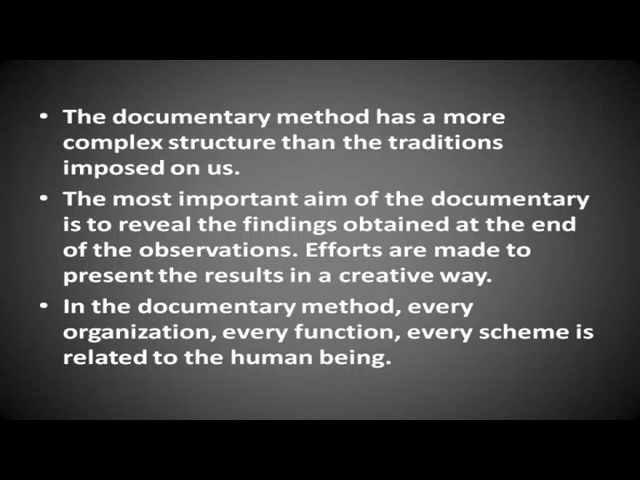 • The documentary method has a more
complex structure than the traditions
imposed on us.
• The most important aim of the documentary
is to reveal the findings obtained at the end
of the observations. Efforts are made to
present the results in a creative way.
• In the documentary method, every
organization, every function, every scheme is
related to the human being.